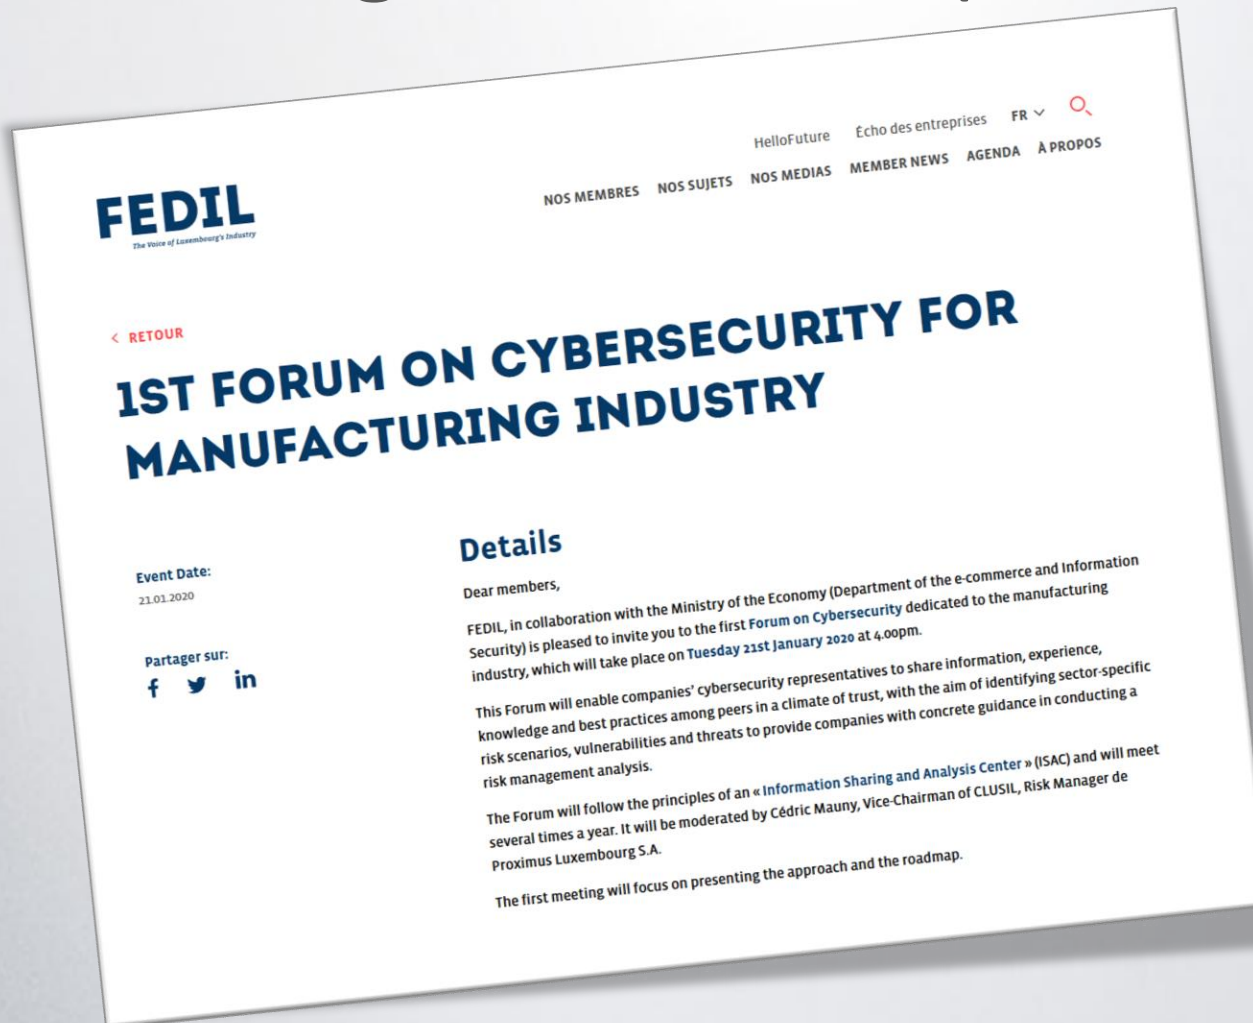 HelloFuture Écho des entreprises FR
FEDIL
The Voice of Luxembourg's Industry
NOS MEMBRES NOS SUJETS NOS MEDIAS MEMBER NEWS AGENDA À PROPOS
< RETOUR
1ST FORUM ON CYBERSECURITY FOR
MANUFACTURING INDUSTRY
Event Date:
21.01.2020
Partager sur:
Details
Dear members,
FEDIL, in collaboration with the Ministry of the Economy (Department of the e-commerce and Information
Security) is pleased to invite you to the first Forum on Cybersecurity dedicated to the manufacturing
industry, which will take place on Tuesday 21st January 2020 at 4.00pm.
This Forum will enable companies' cybersecurity representatives to share information, experience,
knowledge and best practices among peers in a climate of trust, with the aim of identifying sector-specific
risk scenarios, vulnerabilities and threats to provide companies with concrete guidance in conducting a
risk management analysis.
The Forum will follow the principles of an « Information Sharing and Analysis Center » (ISAC) and will meet
several times a year. It will be moderated by Cédric Mauny, Vice-Chairman of CLUSIL, Risk Manager de
Proximus Luxembourg S.A.
The first meeting will focus on presenting the approach and the roadmap.